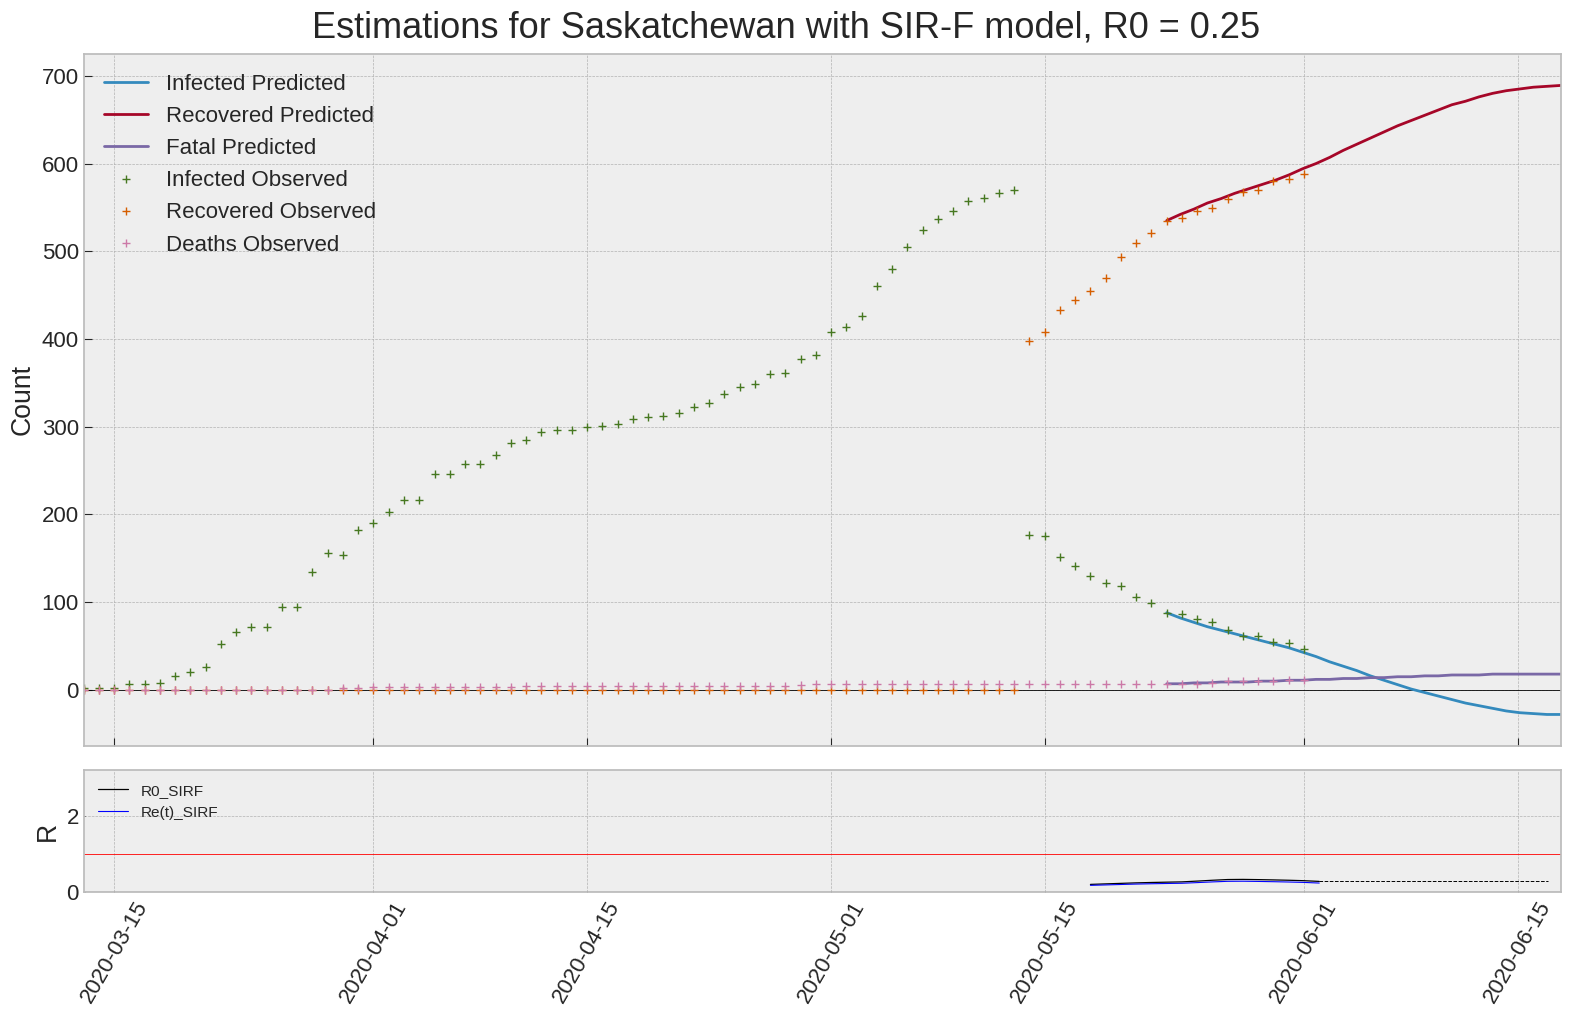 Estimations for Saskatchewan with SIR-F model, R0 = 0.25
Count
700
600
500
400
300
200
100
0
Infected Predicted
Recovered Predicted
Fatal Predicted
Infected Observed
Recovered Observed
Deaths Observed
R
2
0
R0_SIRF
Re(t)_SIRF
2020-03-15
2020-04-01
2020-04-15
2020-05-01
2020-05-15
2020-06-01
2020-06-15